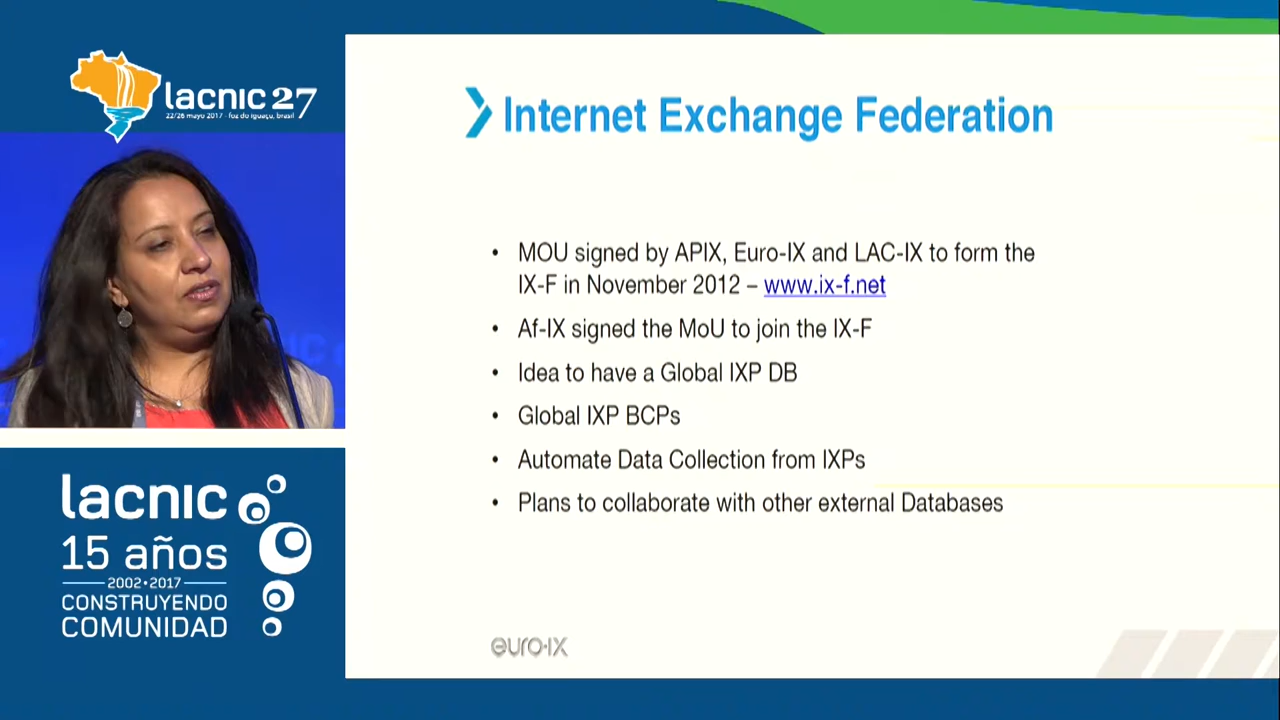 lacnic 27
22/26 mayo 2017 - foz do iguaçu, brasil
Internet Exchange Federation
• MOU signed by APIX, Euro-IX and LAC-IX to form the
IX-F in November 2012 – www.ix-f.net
• Af-IX signed the MoU to join the IX-F
• Idea to have a Global IXP DB
• Global IXP BCPs
• Automate Data Collection from IXPs
• Plans to collaborate with other external Databases
euro-IX
lacnic
15 años
2002•2017
CONSTRUYENDO
COMUNIDAD